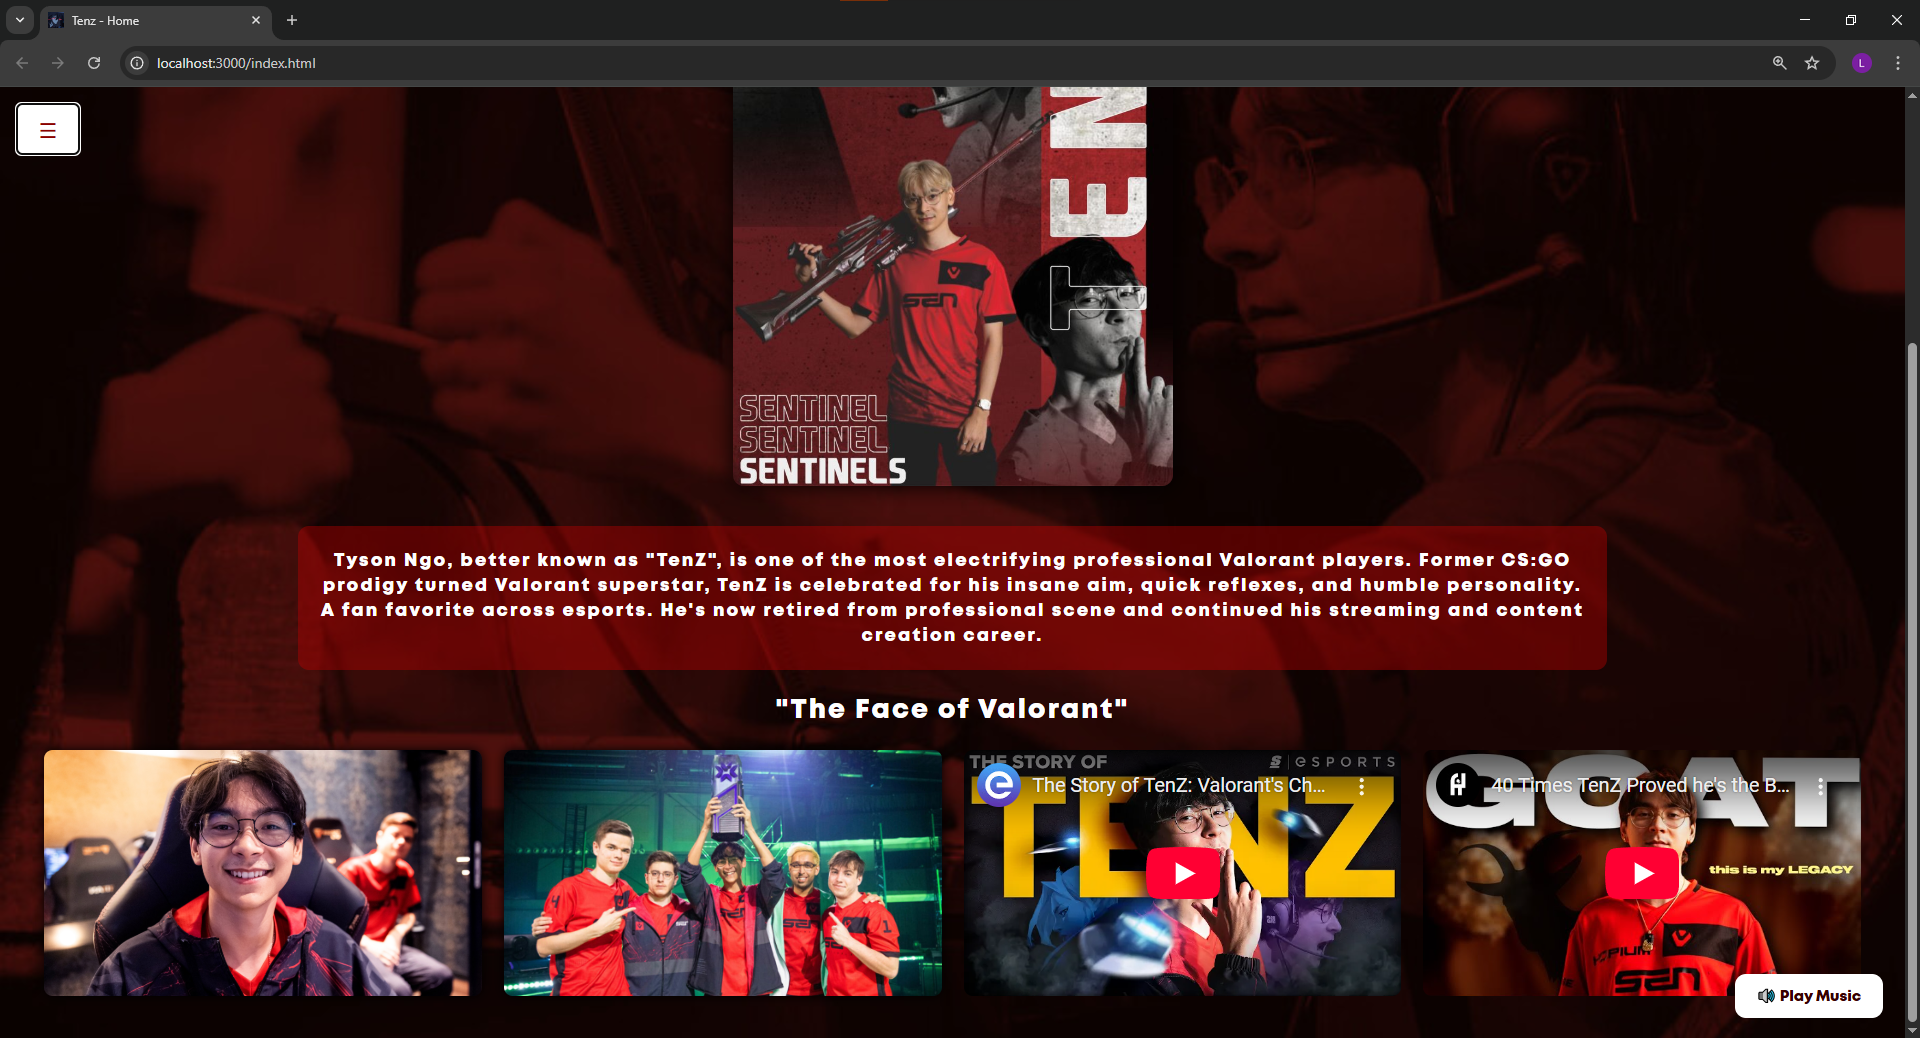 Tenz - Home
localhost:3000/index.html
L
TEN
SEN
SENTINEL
SENTINEL
SENTINELS
Tyson Ngo, better known as "TenZ", is one of the most electrifying professional Valorant players. Former CS:GO
prodigy turned Valorant superstar, TenZ is celebrated for his insane aim, quick reflexes, and humble personality.
A fan favorite across esports. He's now retired from professional scene and continued his streaming and content
creation career.
"The Face of Valorant"
THE STORY OF
eSPORTS
The Story of TenZ: Valorant's Ch...
TENZ
GOAT
40 Times TenZ Proved he's the B...
this is my LEGACY
SEN
🔊 Play Music